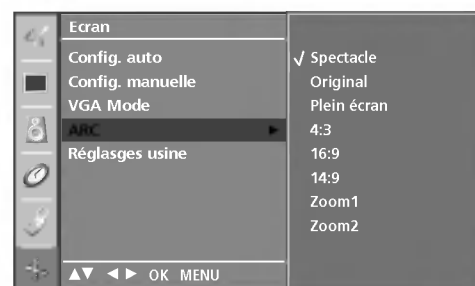 Ecran
Config. auto
Config. manuelle
VGA Mode
ARC
Réglasges usine
▲▼ ◄► OK MENU
√ Spectacle
Original
Plein écran
4:3
16:9
14:9
Zoom1
Zoom2